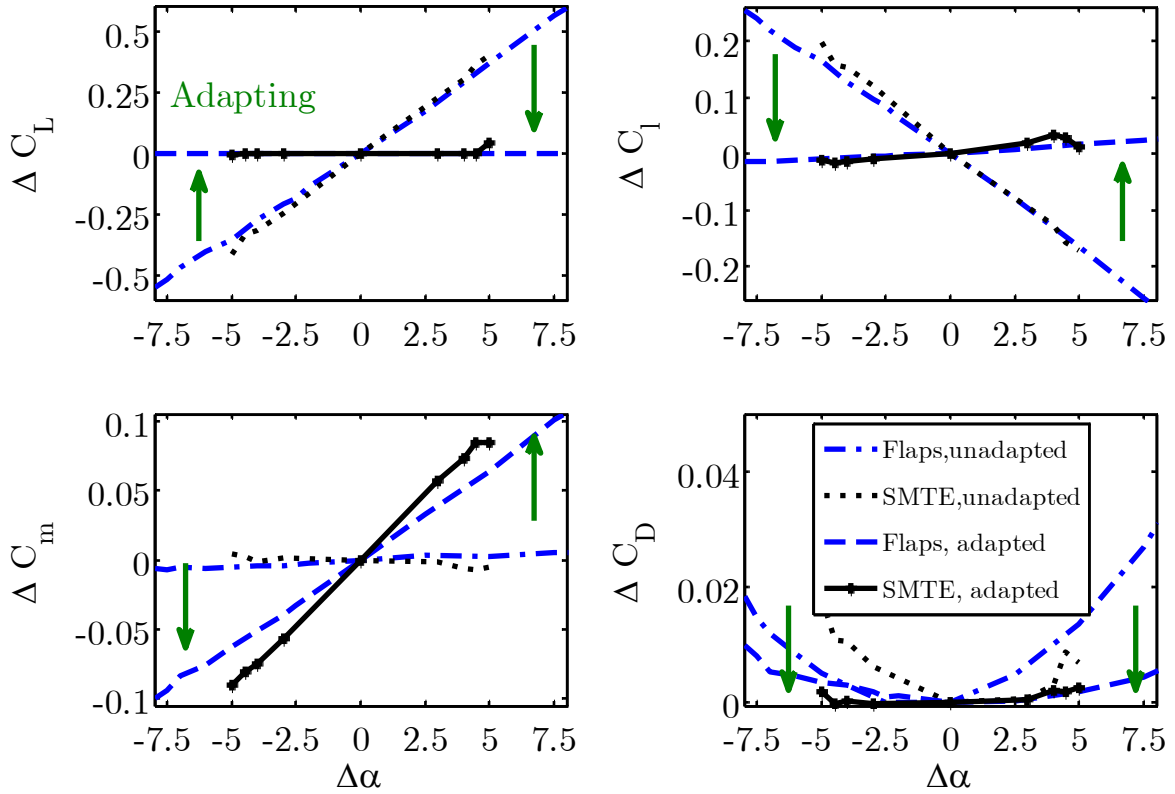 0.5
0.25
0
-0.25
-0.5
Δ C_L
Adapting
-7.5 -5 -2.5 0 2.5 5 7.5
0.2
0.1
0
-0.1
-0.2
Δ C_l
-7.5 -5 -2.5 0 2.5 5 7.5
0.1
0.05
0
-0.05
-0.1
Δ C_m
-7.5 -5 -2.5 0 2.5 5 7.5
Δα
0.04
0.02
0
Δ C_D
Flaps,unadapted
SMTE,unadapted
Flaps, adapted
SMTE, adapted
-7.5 -5 -2.5 0 2.5 5 7.5
Δα